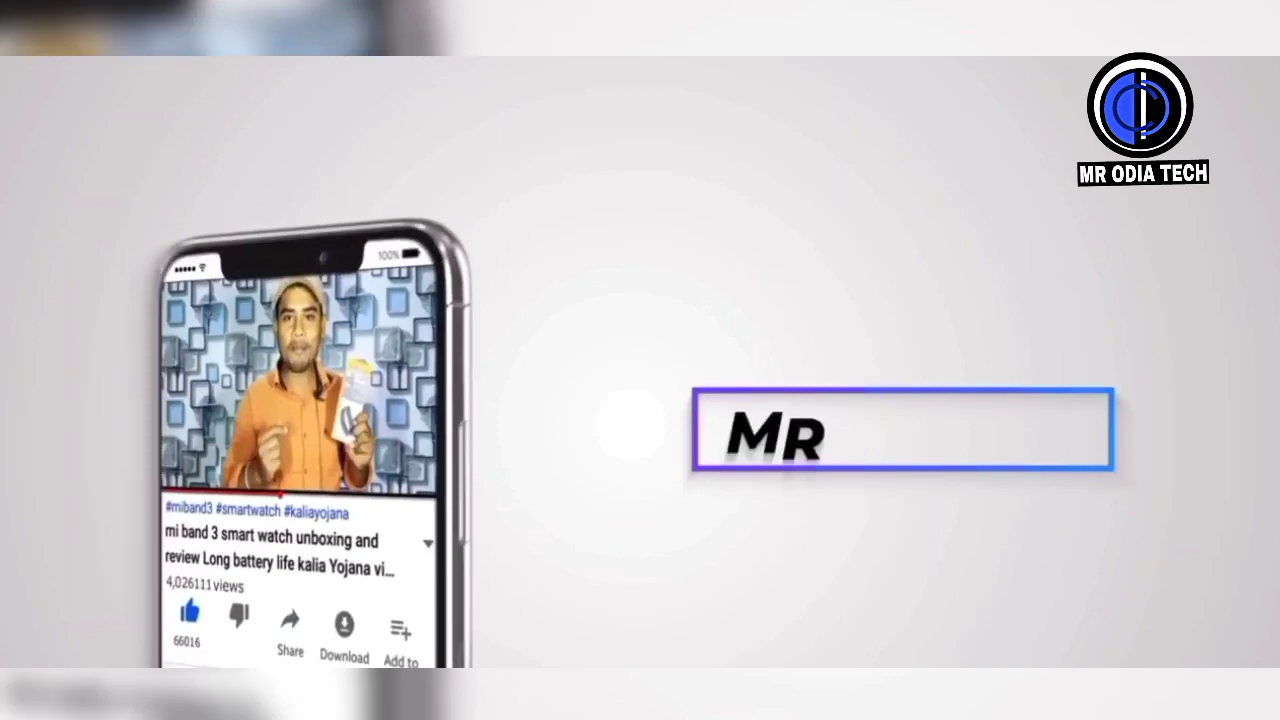 MR ODIA TECH
100%
#miband3 #smartwatch #kaliayojana
mi band 3 smart watch unboxing and
review Long battery life kalia Yojana vi...
4,026111 views
66016
Share
Download
Add to
MR